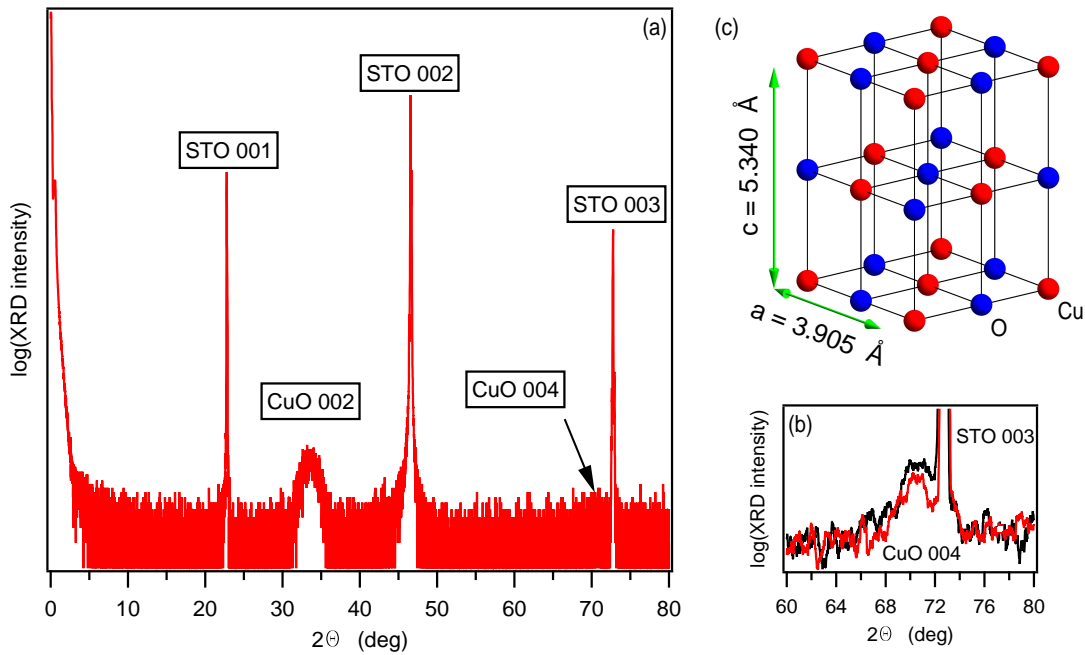 (a)
STO 001
STO 002
STO 003
CuO 002
CuO 004
log(XRD intensity)
0 10 20 30 40 50 60 70 80
2Θ (deg)
(c)
c = 5.340 Å
a = 3.905 Å
O
Cu
(b)
STO 003
CuO 004
log(XRD intensity)
60 64 68 72 76 80
2Θ (deg)